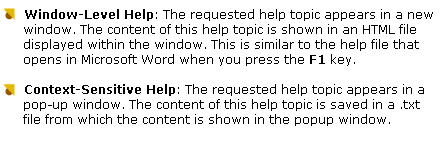 Window-Level Help: The requested help topic appears in a new
window. The content of this help topic is shown in an HTML file
displayed within the window. This is similar to the help file that
opens in Microsoft Word when you press the F1 key.
Context-Sensitive Help: The requested help topic appears in a
pop-up window. The content of this help topic is saved in a .txt
file from which the content is shown in the popup window.